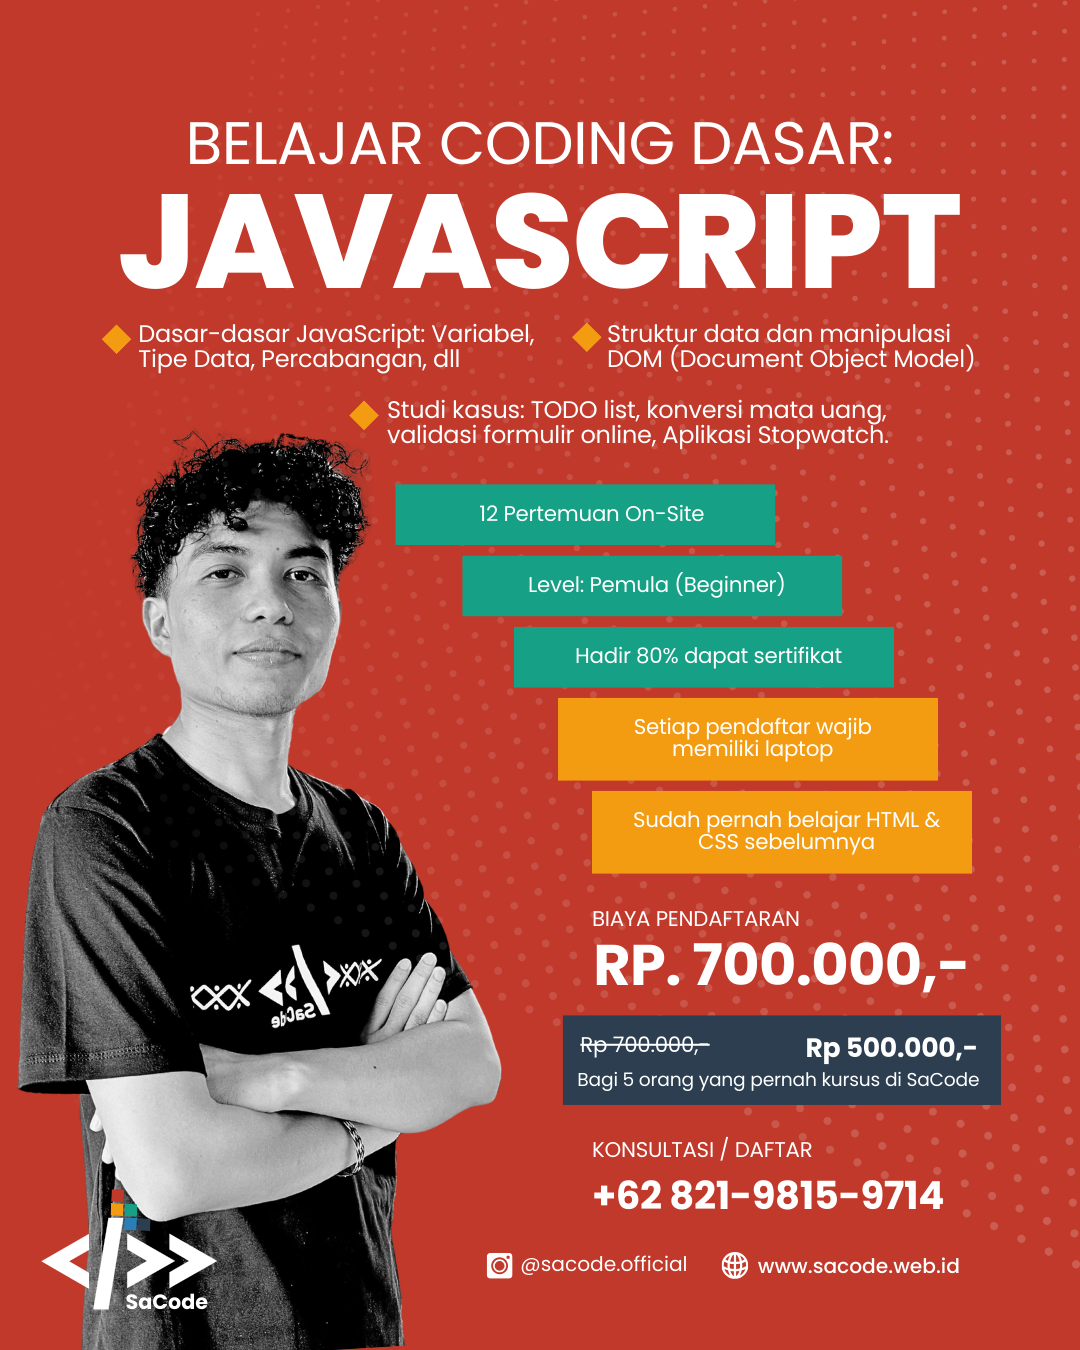 BELAJAR CODING DASAR:
JAVASCRIPT
Dasar-dasar JavaScript: Variabel,
Tipe Data, Percabangan, dll
Struktur data dan manipulasi
DOM (Document Object Model)
Studi kasus: TODO list, konversi mata uang,
validasi formulir online, Aplikasi Stopwatch.
12 Pertemuan On-Site
Level: Pemula (Beginner)
Hadir 80% dapat sertifikat
Setiap pendaftar wajib
memiliki laptop
Sudah pernah belajar HTML &
CSS sebelumnya
SaCode
BIAYA PENDAFTARAN
RP. 700.000,-
Rp 700.000,- Rp 500.000,-
Bagi 5 orang yang pernah kursus di SaCode
KONSULTASI / DAFTAR
+62 821-9815-9714
@sacode.official www.sacode.web.id
SaCode